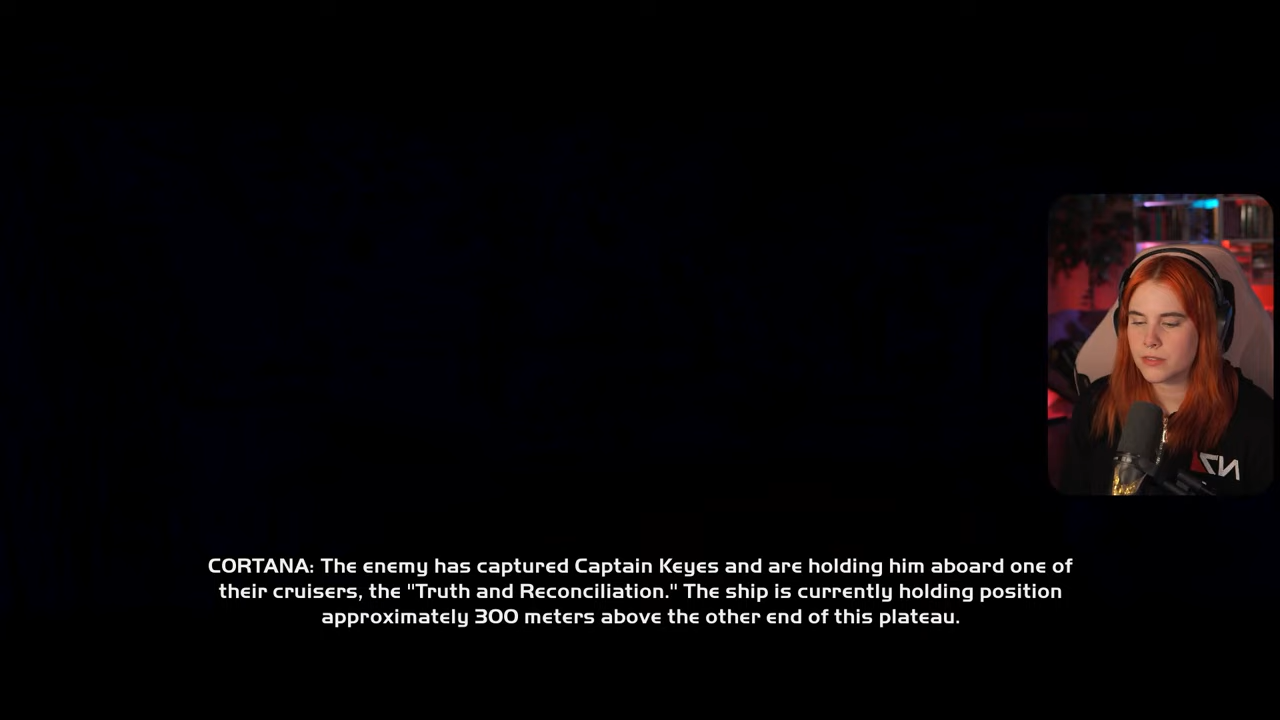 CORTANA: The enemy has captured Captain Keyes and are holding him aboard one of
their cruisers, the "Truth and Reconciliation." The ship is currently holding position
approximately 300 meters above the other end of this plateau.
N7